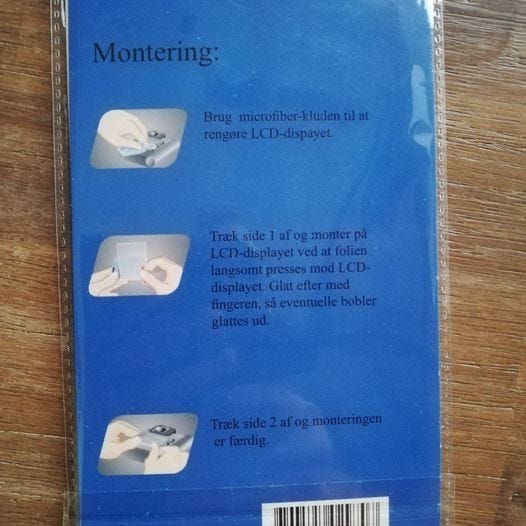 Montering:
Brug microfiber-kluden til at
rengøre LCD-dispayet.
Træk side 1 af og monter på
LCD-displayet ved at folien
langsomt presses mod LCD-
displayet. Glat efter med
fingeren, så eventuelle bobler
glattes ud.
Træk side 2 af og monteringen
er færdig.